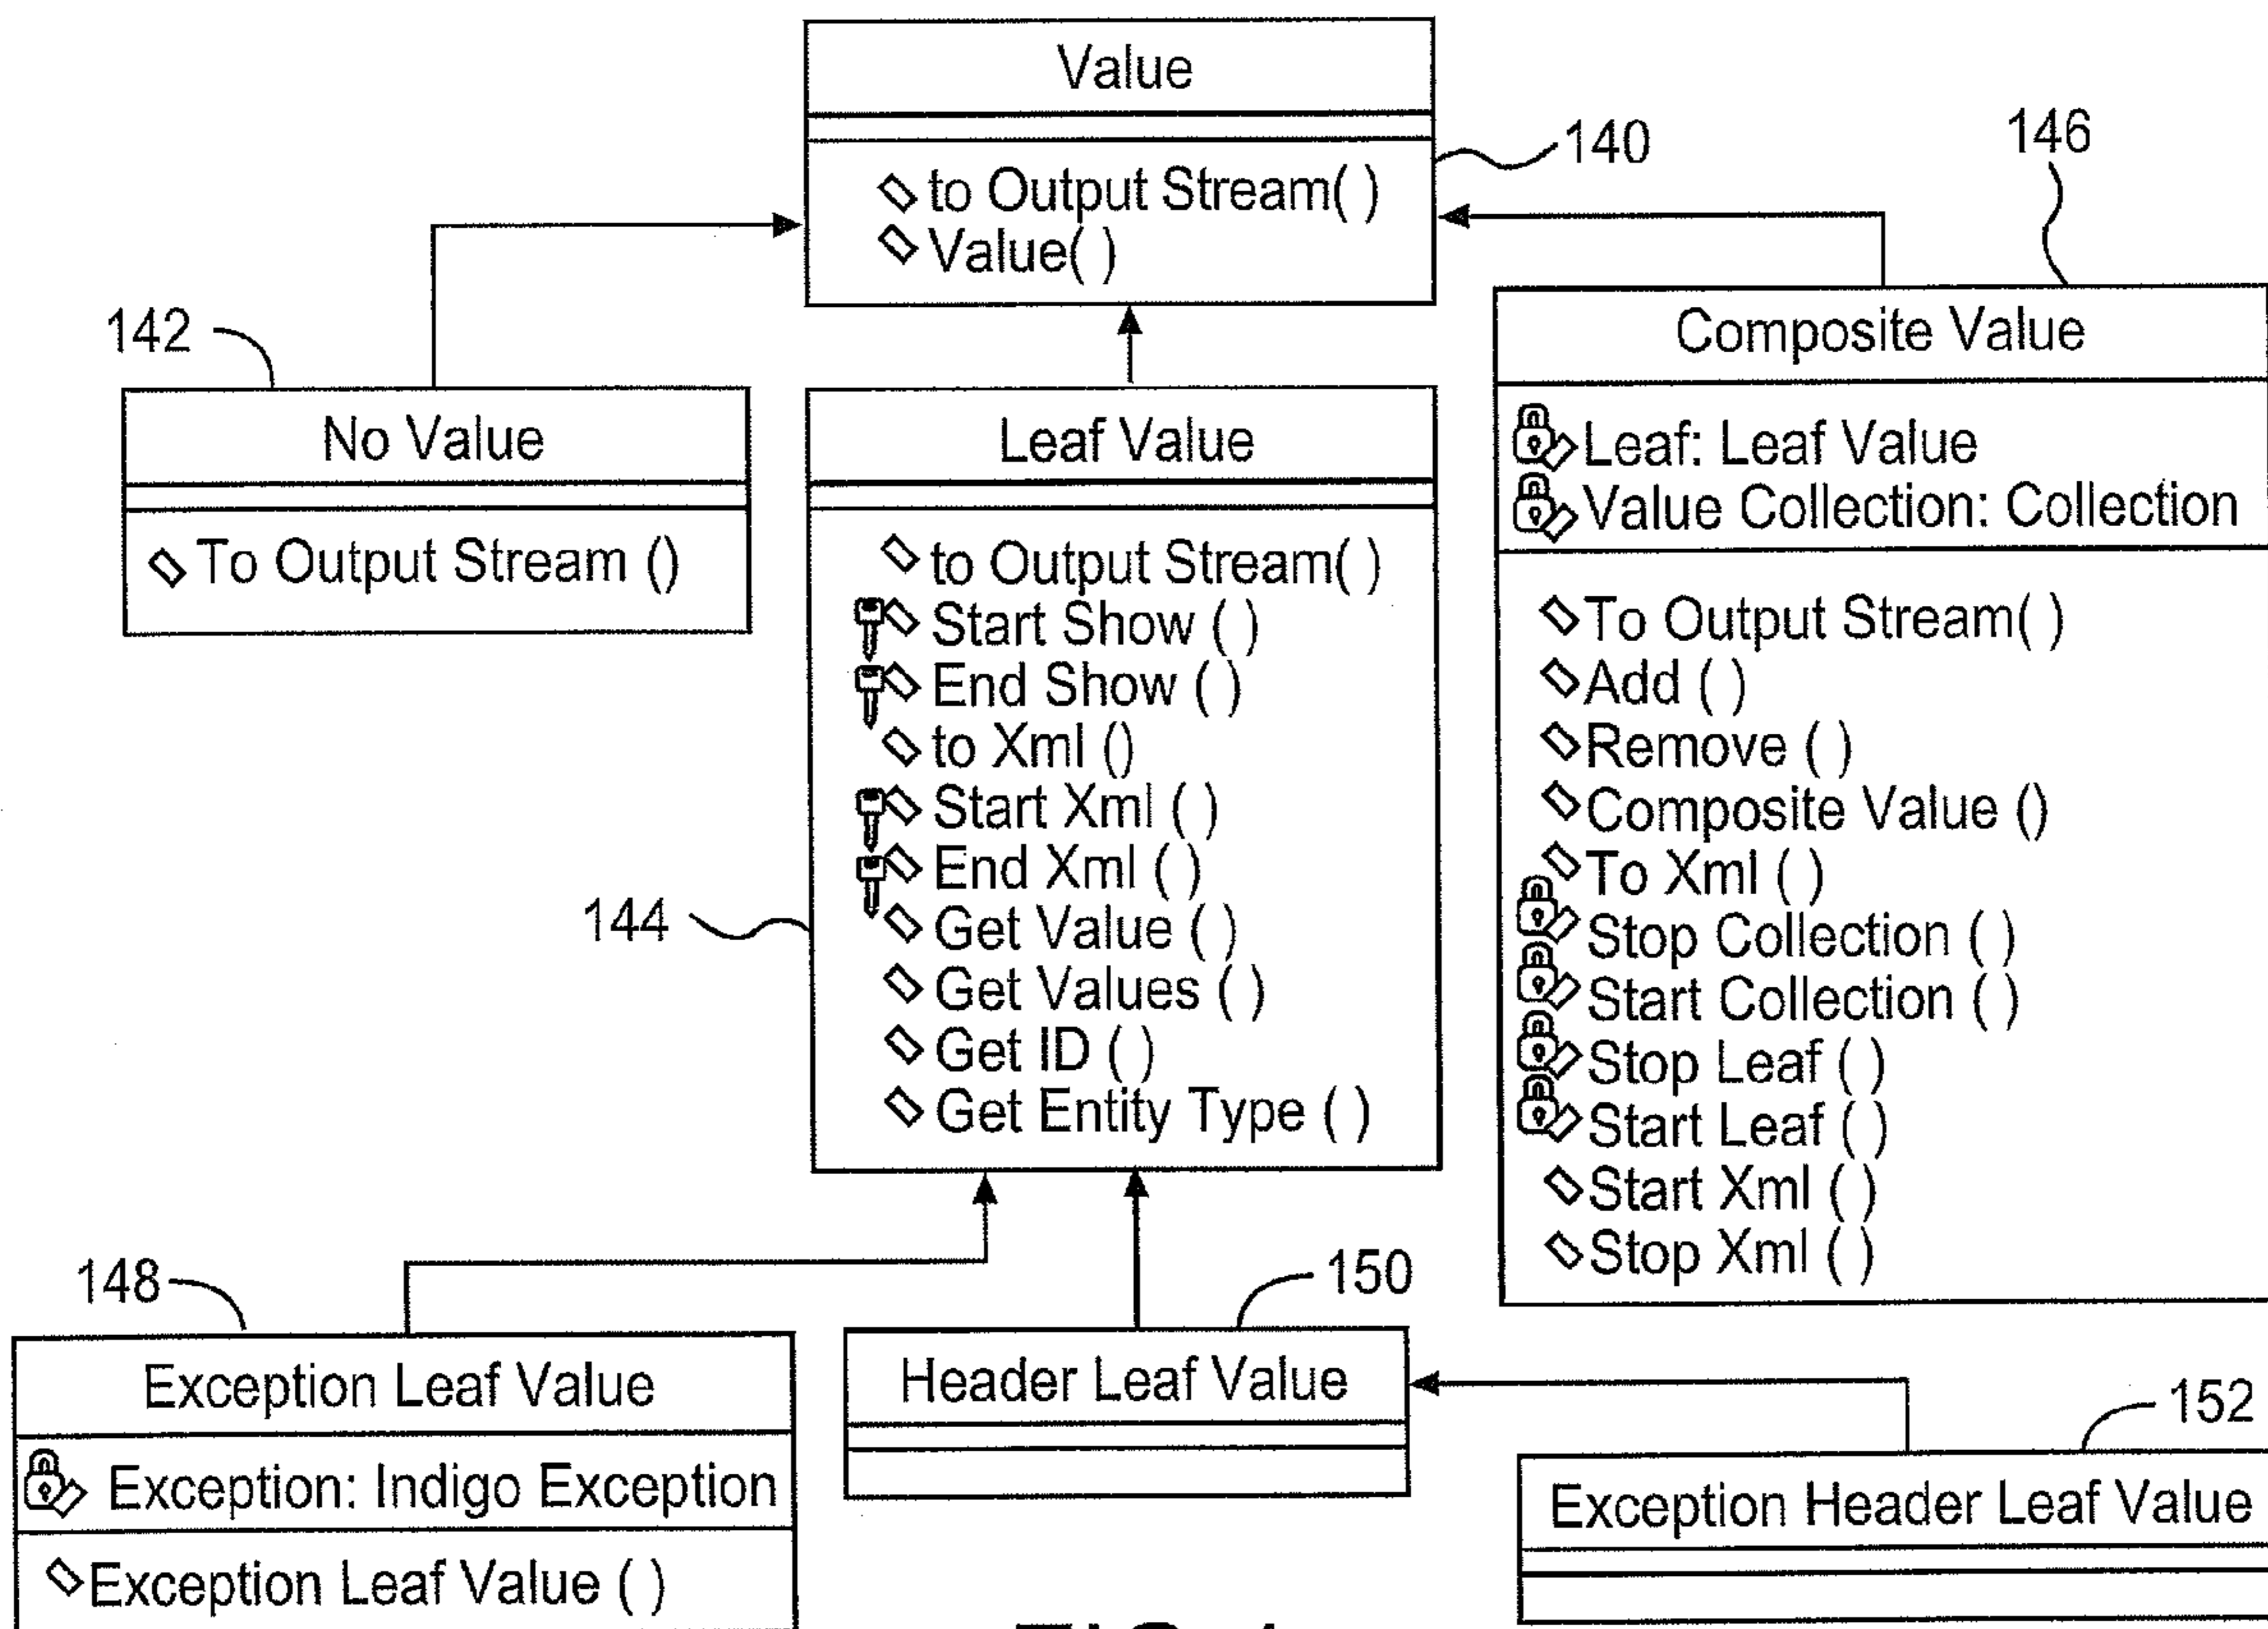 Value
to Output Stream( )
Value( )
140
146
142
No Value
To Output Stream ()
Leaf Value
to Output Stream( )
Start Show ( )
End Show ( )
to Xml ()
Start Xml ( )
End Xml ( )
Get Value ( )
Get Values ( )
Get ID ( )
Get Entity Type ( )
144
Composite Value
Leaf: Leaf Value
Value Collection: Collection
To Output Stream( )
Add ( )
Remove ( )
Composite Value ()
To Xml ( )
Stop Collection ( )
Start Collection ( )
Stop Leaf ( )
Start Leaf ( )
Start Xml ( )
Stop Xml ( )
148
Exception Leaf Value
Exception: Indigo Exception
Exception Leaf Value ( )
150
Header Leaf Value
152
Exception Header Leaf Value